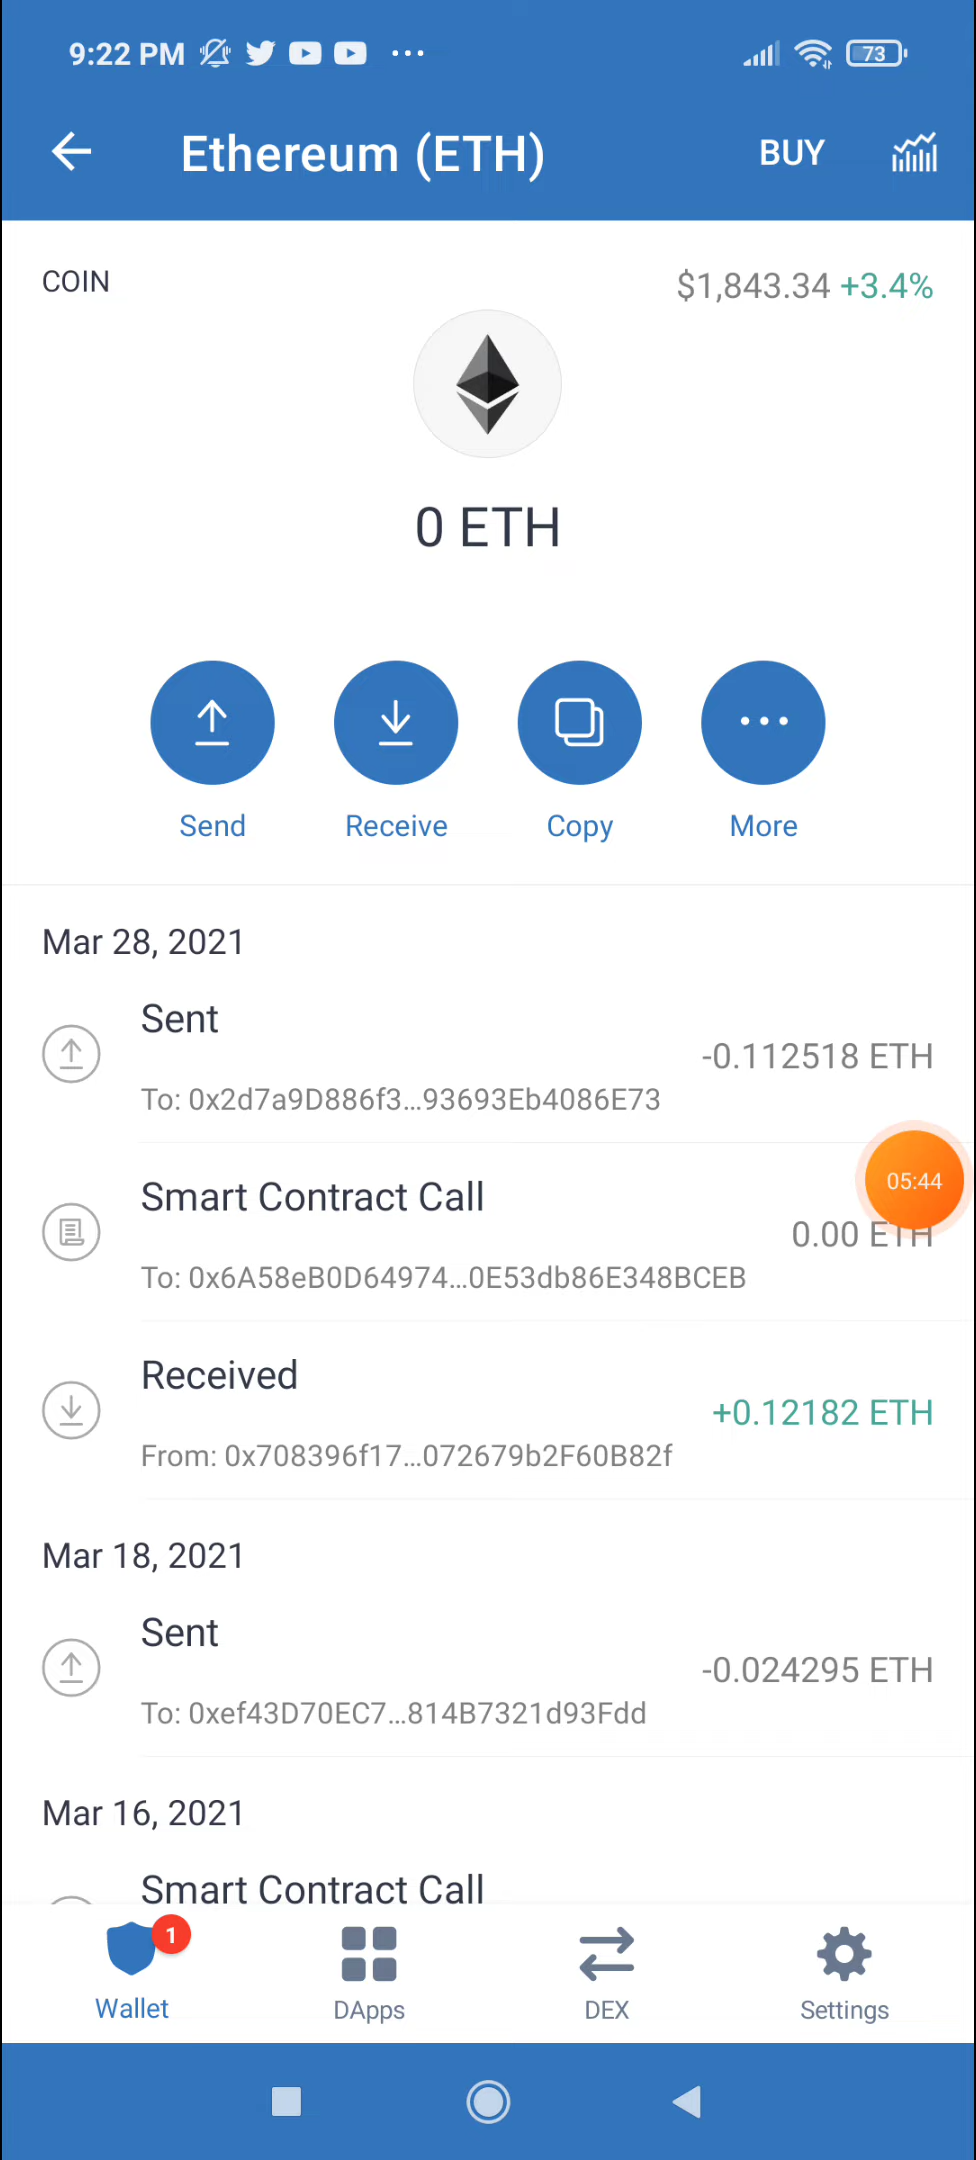 9:22 PM 73
Ethereum (ETH) BUY
COIN $1,843.34 +3.4%
0 ETH
Send Receive Copy More
Mar 28, 2021
Sent
-0.112518 ETH
To: 0x2d7a9D886f3...93693Eb4086E73
05:44
Smart Contract Call
0.00 ETH
To: 0x6A58eB0D64974...0E53db86E348BCEB
Received
+0.12182 ETH
From: 0x708396f17...072679b2F60B82f
Mar 18, 2021
Sent
-0.024295 ETH
To: 0xef43D70EC7...814B7321d93Fdd
Mar 16, 2021
Smart Contract Call
1
Wallet DApps DEX Settings